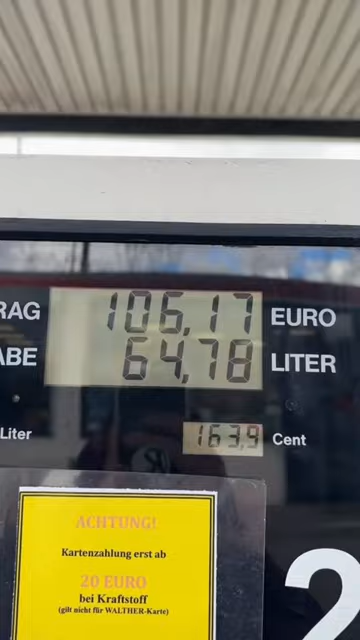 RAG 106,17 EURO
ABE 64,78 LITER
Liter 163,9 Cent
ACHTUNG!
Kartenzahlung erst ab
20 EURO
bei Kraftstoff
(gilt nicht für WALTHER-Karte)
2